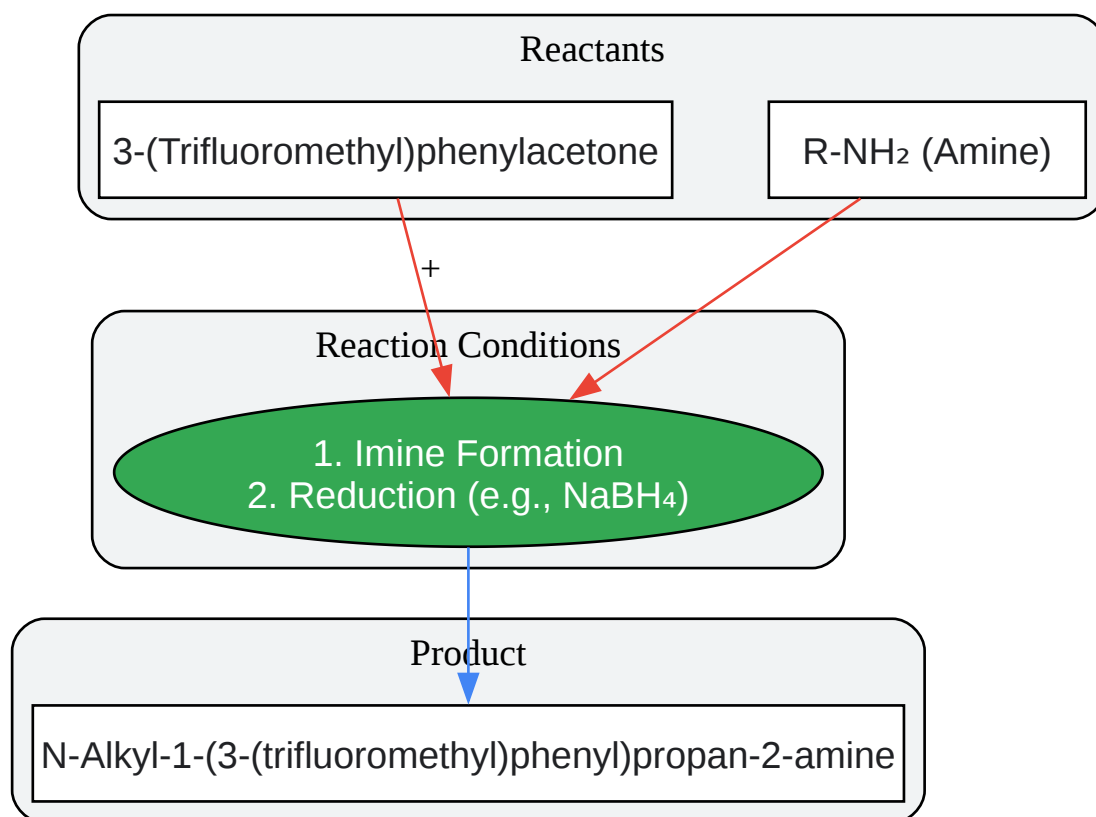 Reactants
3-(Trifluoromethyl)phenylacetone
R-NH₂ (Amine)
+
Reaction Conditions
1. Imine Formation
2. Reduction (e.g., NaBH₄)
Product
N-Alkyl-1-(3-(trifluoromethyl)phenyl)propan-2-amine